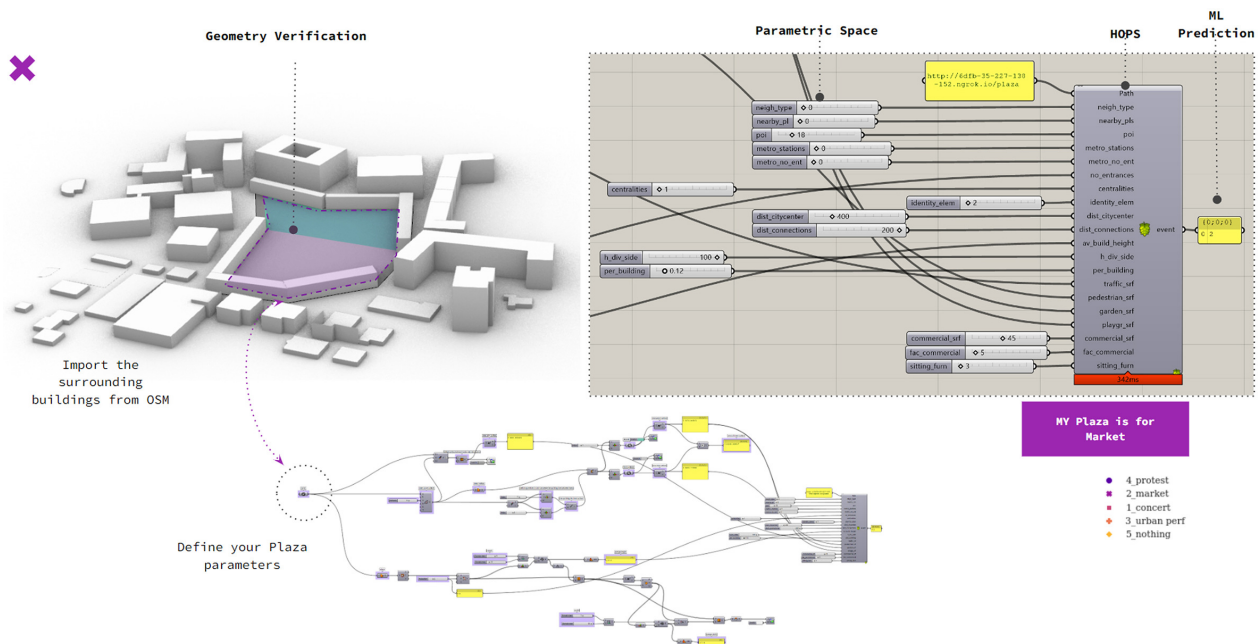 Geometry Verification
Parametric Space
HOPS
ML
Prediction
http://6dfb-35-227-130
-152.ngrok.io/plaza
neigh_type 0
nearby_pl 0
poi 18
metro_stations 0
metro_no_ent 0
centralities 1
identity_elem 2
dist_citycenter 400
dist_connections 200
h_div_side 100
per_building 0.12
commercial_srf 45
fac_commercial 5
sitting_furn 3
Path
neigh_type
nearby_pls
poi
metro_stations
metro_no_ent
no_entrances
centralities
identity_elem
dist_citycenter
dist_connections
av_build_height
h_div_side
per_building
traffic_srf
pedestrian_srf
garden_srf
playgr_srf
commercial_srf
fac_commercial
sitting_furn
event
342ms
{0;0;0}
0 2
Import the
surrounding
buildings from OSM
Define your Plaza
parameters
MY Plaza is for
Market
4_protest
2_market
1_concert
3_urban perf
5_nothing